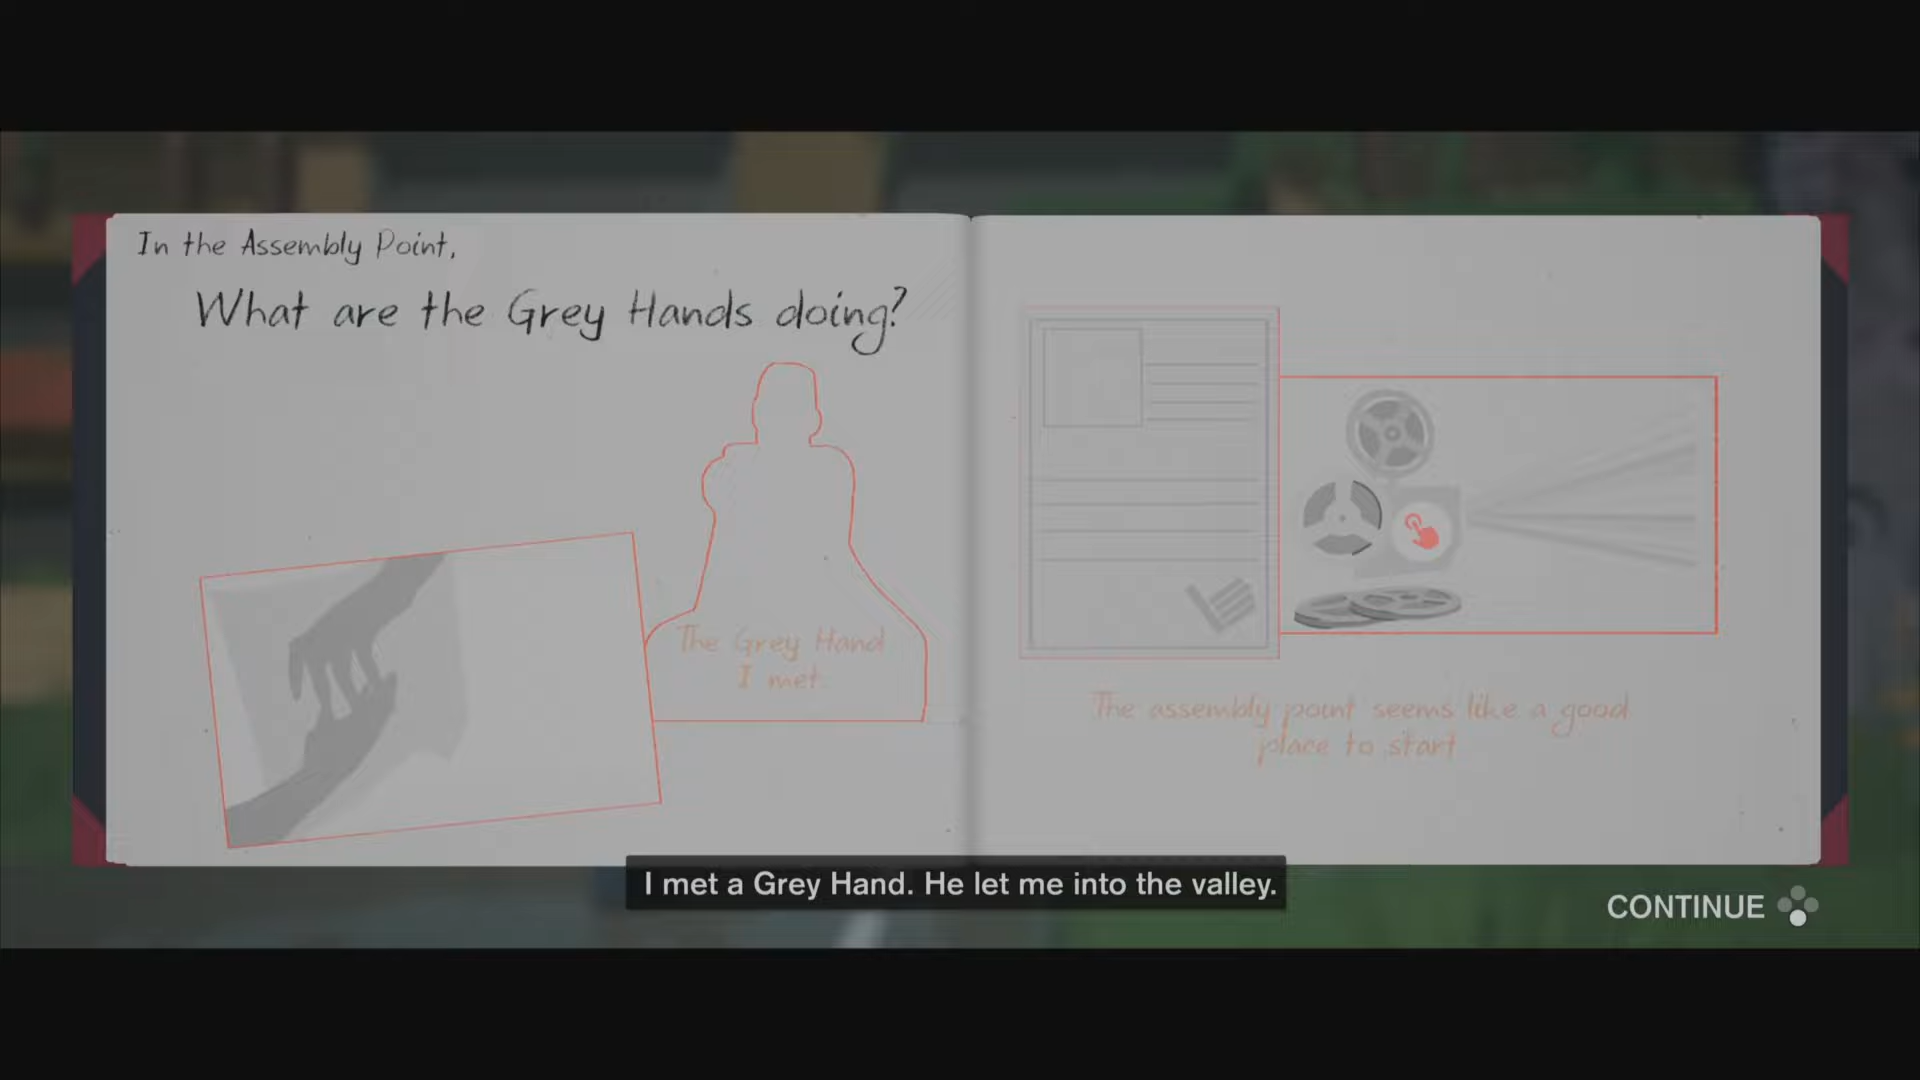 In the Assembly Point,
What are the Grey Hands doing?
The Grey Hand
I met.
The assembly point seems like a good
place to start
I met a Grey Hand. He let me into the valley.
CONTINUE